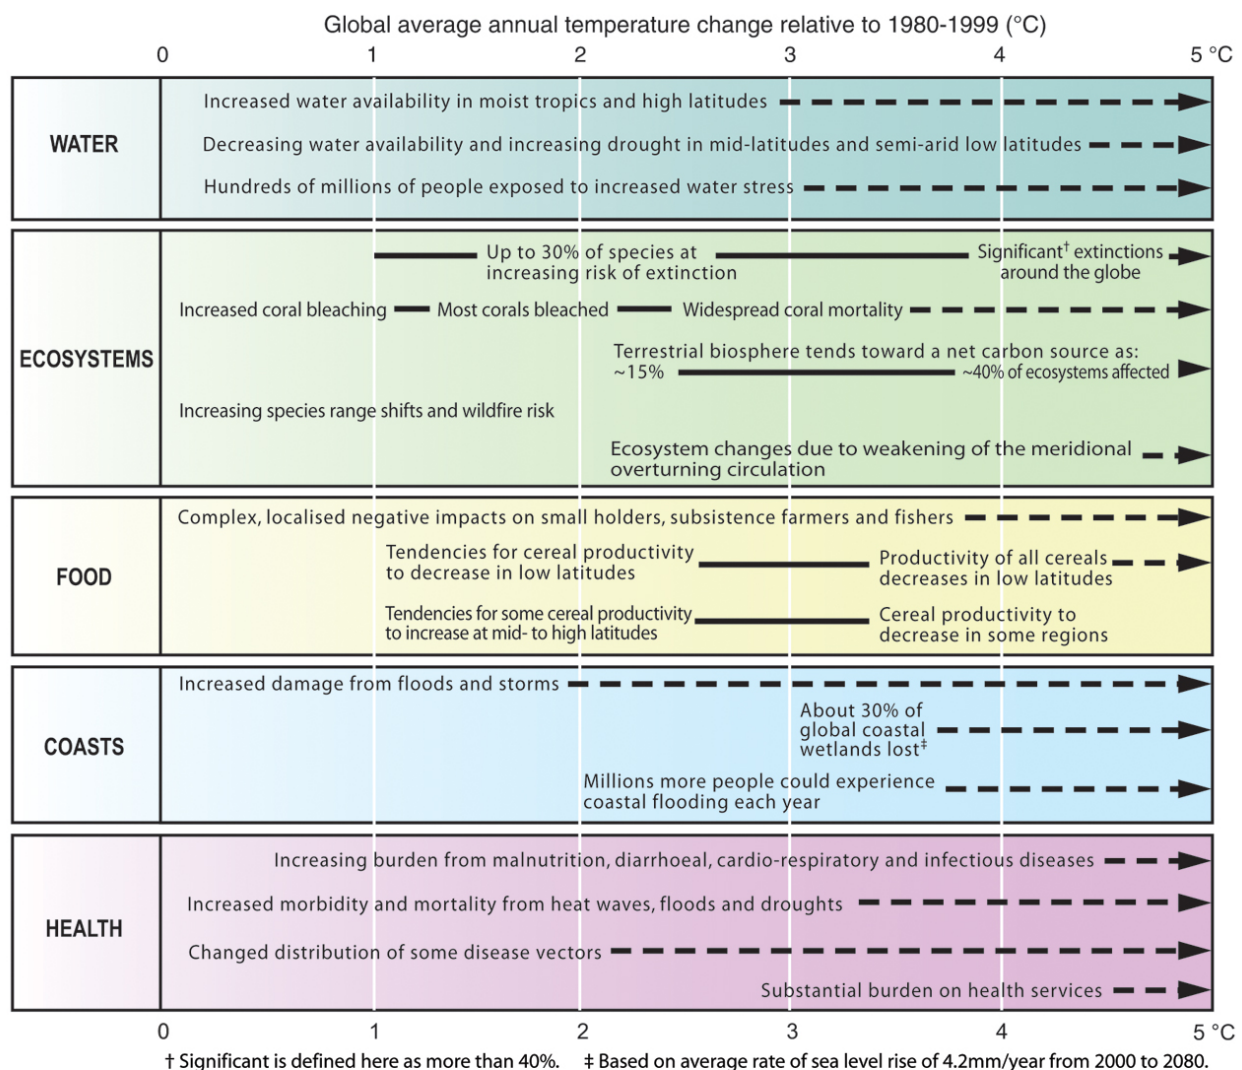 Global average annual temperature change relative to 1980-1999 (°C)
0 1 2 3 4 5 °C
WATER
Increased water availability in moist tropics and high latitudes
Decreasing water availability and increasing drought in mid-latitudes and semi-arid low latitudes
Hundreds of millions of people exposed to increased water stress
ECOSYSTEMS
Up to 30% of species at
increasing risk of extinction
Significant† extinctions
around the globe
Increased coral bleaching Most corals bleached Widespread coral mortality
Terrestrial biosphere tends toward a net carbon source as:
~15% ~40% of ecosystems affected
Increasing species range shifts and wildfire risk
Ecosystem changes due to weakening of the meridional
overturning circulation
FOOD
Complex, localised negative impacts on small holders, subsistence farmers and fishers
Tendencies for cereal productivity
to decrease in low latitudes
Productivity of all cereals
decreases in low latitudes
Tendencies for some cereal productivity
to increase at mid- to high latitudes
Cereal productivity to
decrease in some regions
COASTS
Increased damage from floods and storms
About 30% of
global coastal
wetlands lost‡
Millions more people could experience
coastal flooding each year
HEALTH
Increasing burden from malnutrition, diarrhoeal, cardio-respiratory and infectious diseases
Increased morbidity and mortality from heat waves, floods and droughts
Changed distribution of some disease vectors
Substantial burden on health services
0 1 2 3 4 5 °C
† Significant is defined here as more than 40%. ‡ Based on average rate of sea level rise of 4.2mm/year from 2000 to 2080.